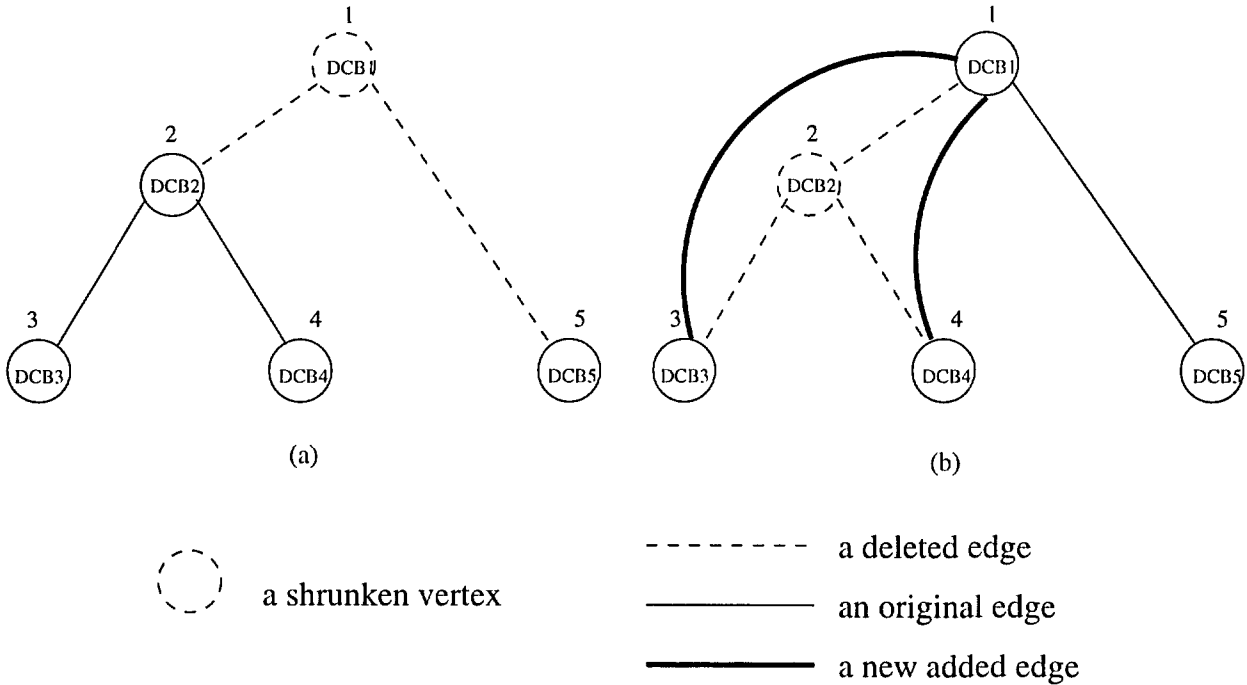 1
DCB1
2
DCB2
3
DCB3
4
DCB4
5
DCB5
(a)
1
DCB1
2
DCB2
3
DCB3
4
DCB4
5
DCB5
(b)
a shrunken vertex
a deleted edge
an original edge
a new added edge